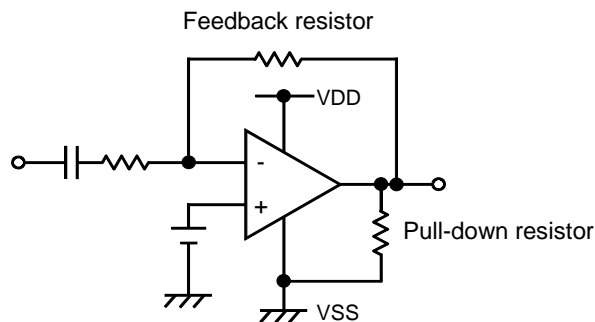 Feedback resistor
VDD
-
+
Pull-down resistor
VSS